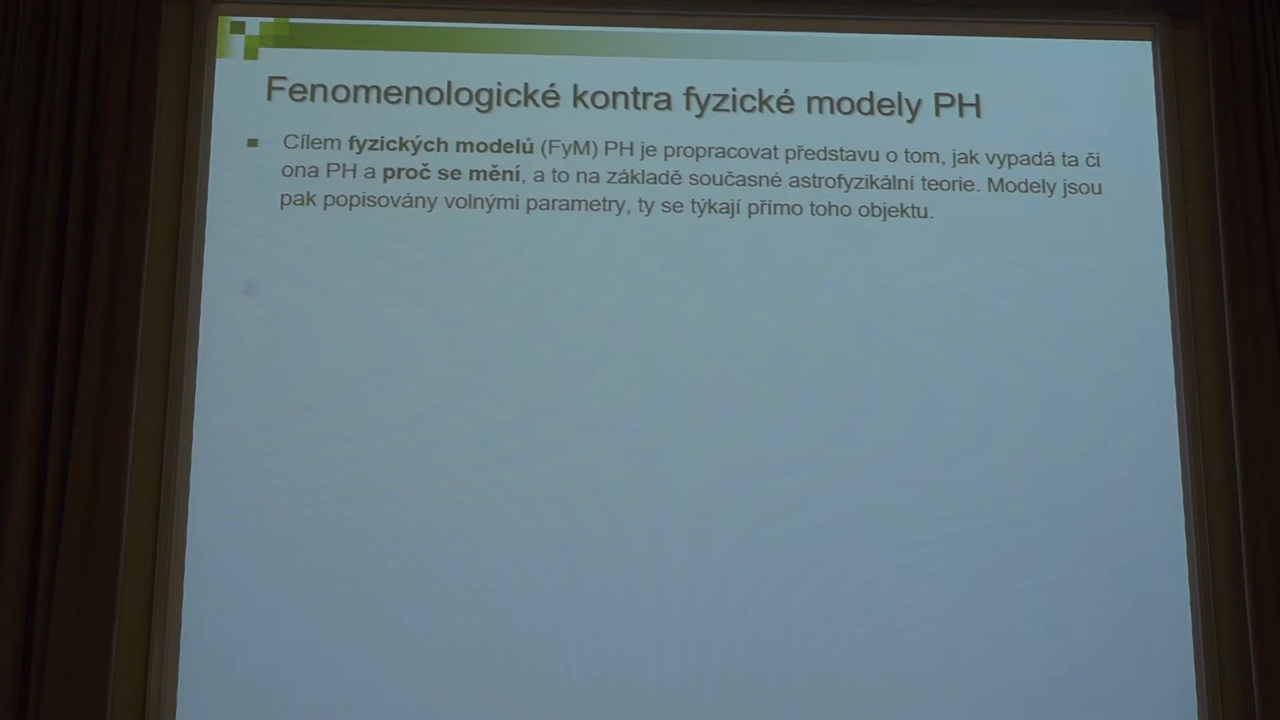 Fenomenologické kontra fyzické modely PH
Cílem fyzických modelů (FyM) PH je propracovat představu o tom, jak vypadá ta či
ona PH a proč se mění, a to na základě současné astrofyzikální teorie. Modely jsou
pak popisovány volnými parametry, ty se týkají přímo toho objektu.